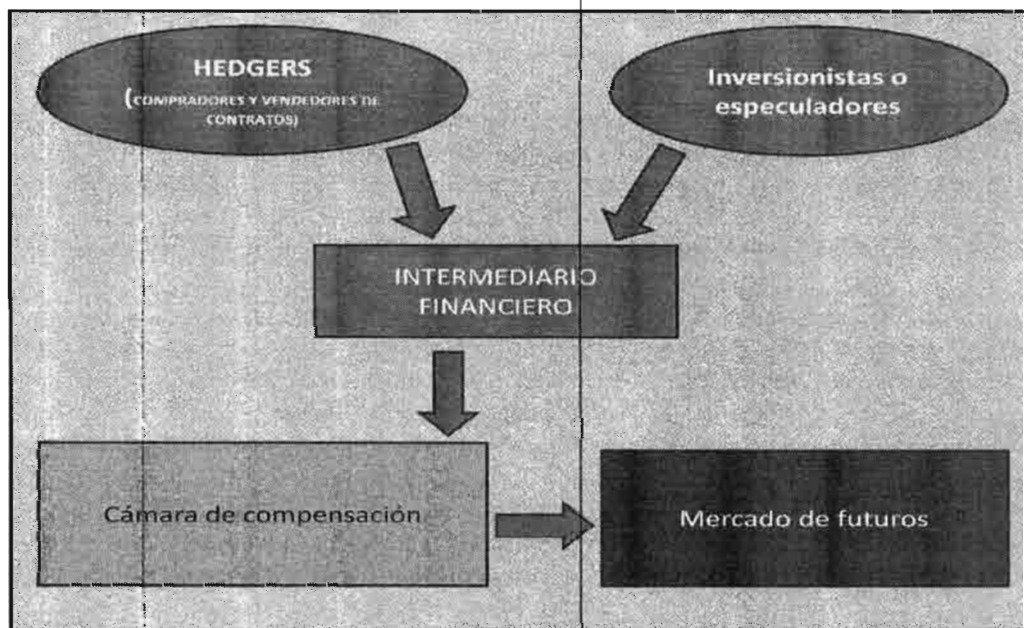 HEDGERS
(COMPRADORES Y VENDEDORES DE
CONTRATOS)
Inversionistas o
especuladores
INTERMEDIARIO
FINANCIERO
Cámara de compensación
Mercado de futuros